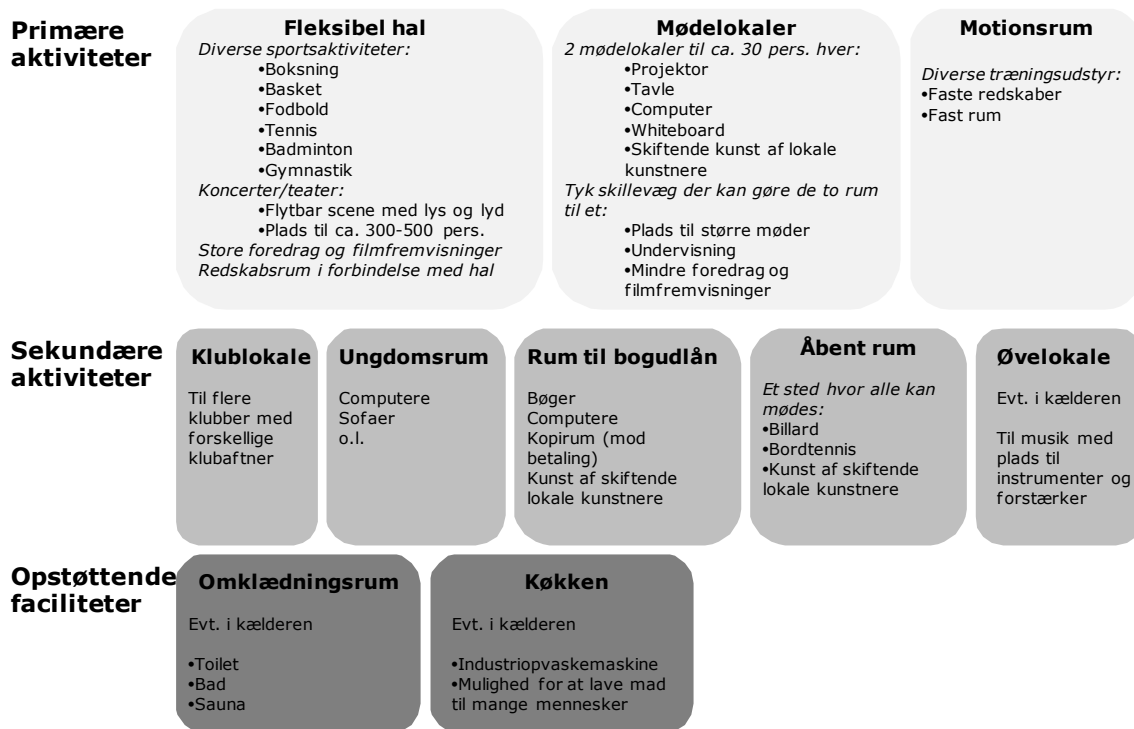 Primære
aktiviteter
Fleksibel hal
Diverse sportsaktiviteter:
•Boksning
•Basket
•Fodbold
•Tennis
•Badminton
•Gymnastik
Koncerter/teater:
•Flytbar scene med lys og lyd
•Plads til ca. 300-500 pers.
Store foredrag og filmfremvisninger
Redskabsrum i forbindelse med hal
Mødelokaler
2 mødelokaler til ca. 30 pers. hver:
•Projektor
•Tavle
•Computer
•Whiteboard
•Skiftende kunst af lokale
kunstnere
Tyk skillevæg der kan gøre de to rum
til et:
•Plads til større møder
•Undervisning
•Mindre foredrag og
filmfremvisninger
Motionsrum
Diverse træningsudstyr:
•Faste redskaber
•Fast rum
Sekundære
aktiviteter
Klublokale
Til flere
klubber med
forskellige
klubaftner
Ungdomsrum
Computere
Sofaer
o.l.
Rum til bogudlån
Bøger
Computere
Kopirum (mod
betaling)
Kunst af skiftende
lokale kunstnere
Åbent rum
Et sted hvor alle kan
mødes:
•Billard
•Bordtennis
•Kunst af skiftende
lokale kunstnere
Øvelokale
Evt. i kælderen
Til musik med
plads til
instrumenter og
forstærker
Opstøttende
faciliteter
Omklædningsrum
Evt. i kælderen
•Toilet
•Bad
•Sauna
Køkken
Evt. i kælderen
•Industriopvaskemaskine
•Mulighed for at lave mad
til mange mennesker